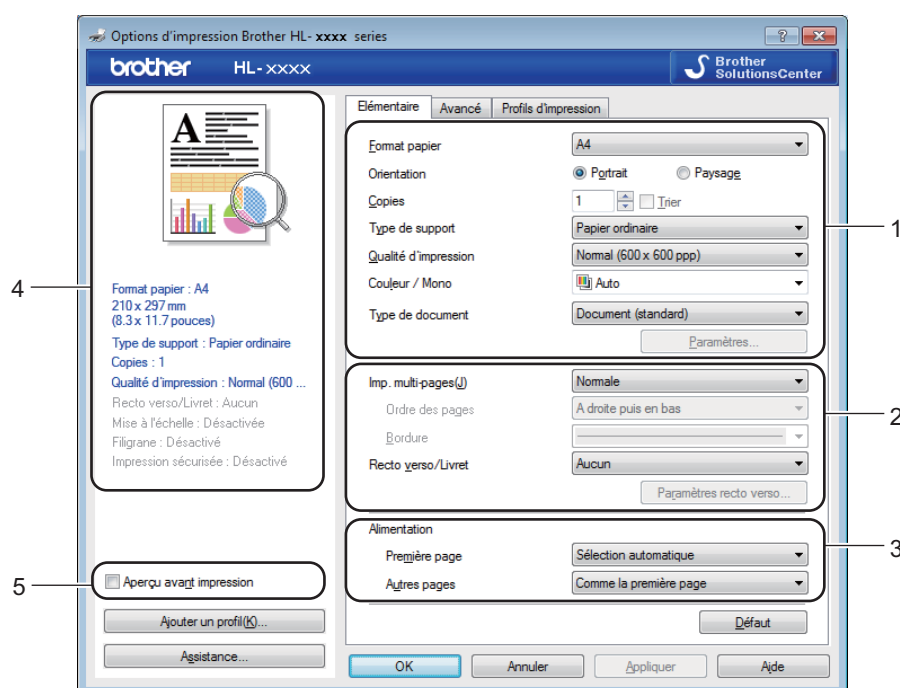 Options d'impression Brother HL- xxxx series
brother HL-xxxx
Brother
SolutionsCenter
Elémentaire Avancé Profils d'impression
A
Format papier A4
Orientation Portrait Paysage
Copies 1 Trier
Type de support Papier ordinaire
Qualité d'impression Normal (600 x 600 ppp)
Couleur / Mono Auto
Type de document Document (standard)
Paramètres...
1
4
Format papier : A4
210 x 297 mm
(8.3 x 11.7 pouces)
Type de support : Papier ordinaire
Copies : 1
Qualité d'impression : Normal (600 ...
Recto verso/Livret : Aucun
Mise à l'échelle : Désactivée
Filigrane : Désactivé
Impression sécurisée : Désactivé
Imp. multi-pages(J) Normale
Ordre des pages A droite puis en bas
Bordure
Recto verso/Livret Aucun
Paramètres recto verso...
2
Alimentation
Première page Sélection automatique
Autres pages Comme la première page
3
5
Aperçu avant impression
Ajouter un profil(K)...
Assistance...
Défaut
OK Annuler Appliquer Aide